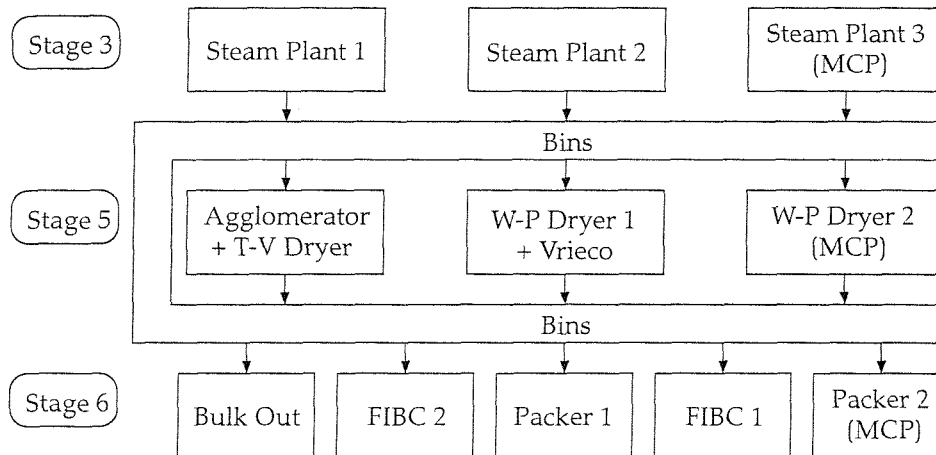 Stage 3
Steam Plant 1
Steam Plant 2
Steam Plant 3
(MCP)
Bins
Stage 5
Agglomerator
+ T-V Dryer
W-P Dryer 1
+ Vrieco
W-P Dryer 2
(MCP)
Bins
Stage 6
Bulk Out
FIBC 2
Packer 1
FIBC 1
Packer 2
(MCP)